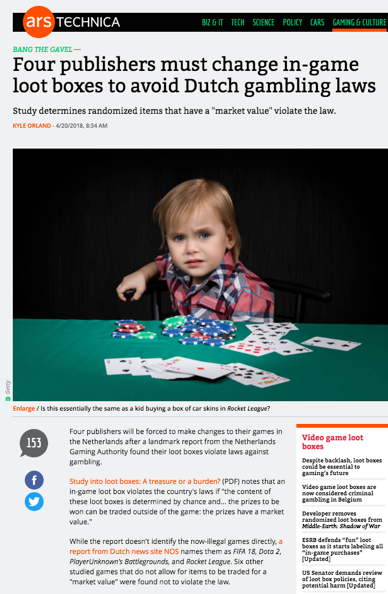 ars TECHNICA
BIZ & IT TECH SCIENCE POLICY CARS GAMING & CULTURE
BANG THE GAVEL —
Four publishers must change in-game
loot boxes to avoid Dutch gambling laws
Study determines randomized items that have a "market value" violate the law.
KYLE ORLAND - 4/20/2018, 8:34 AM
Getty
Enlarge / Is this essentially the same as a kid buying a box of car skins in Rocket League?
153
Four publishers will be forced to make changes to their games in
the Netherlands after a landmark report from the Netherlands
Gaming Authority found their loot boxes violate laws against
gambling.
Study into loot boxes: A treasure or a burden? (PDF) notes that an
in-game loot box violates the country's laws if "the content of
these loot boxes is determined by chance and... the prizes to be
won can be traded outside of the game: the prizes have a market
value."
While the report doesn't identify the now-illegal games directly, a
report from Dutch news site NOS names them as FIFA 18, Dota 2,
PlayerUnknown's Battlegrounds, and Rocket League. Six other
studied games that do not allow for items to be traded for a
"market value" were found not to violate the law.
Video game loot
boxes
Despite backlash, loot boxes
could be essential to
gaming's future
Video game loot boxes are
now considered criminal
gambling in Belgium
Developer removes
randomized loot boxes from
Middle-Earth: Shadow of War
ESRB defends "fun" loot
boxes as it starts labeling all
"in-game purchases"
[Updated]
US Senator demands review
of loot box policies, citing
potential harm [Updated]